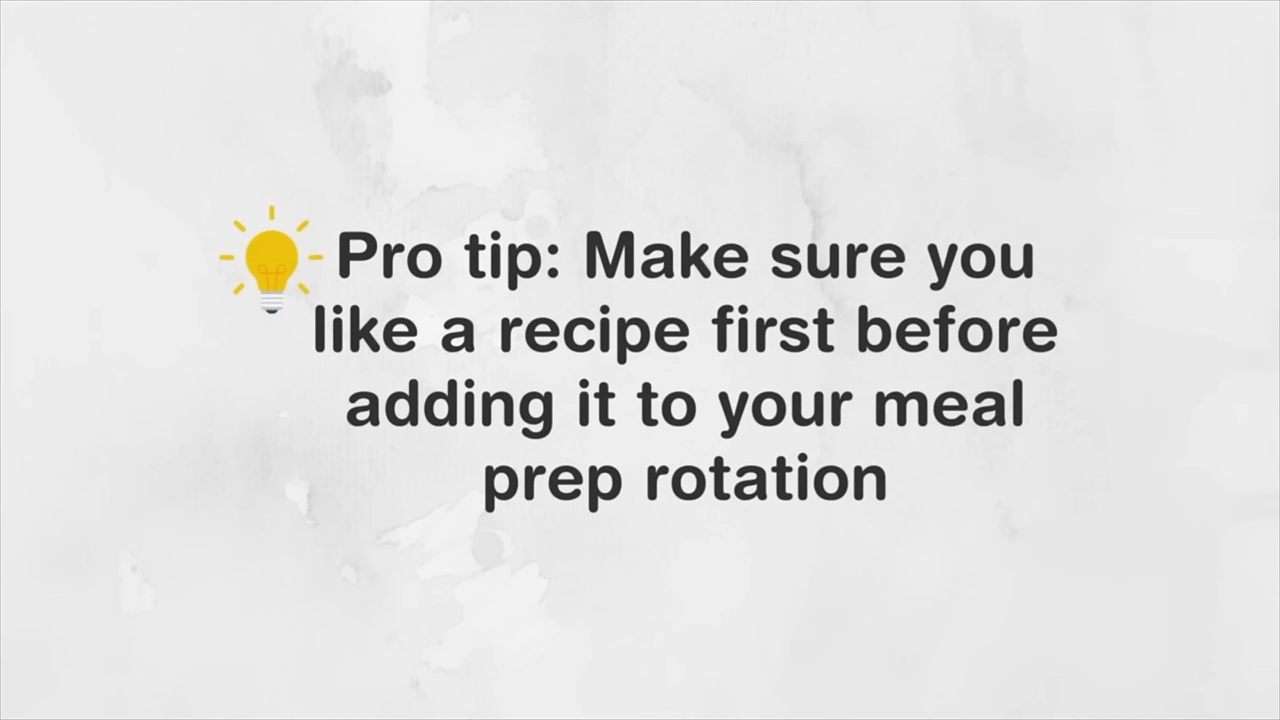 Pro tip: Make sure you
like a recipe first before
adding it to your meal
prep rotation